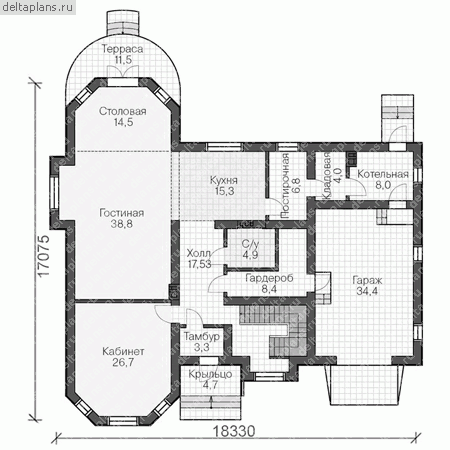 deltaplans.ru
Терраса
11,5
Столовая
14,5
Кухня
15,3
Постирочная
6,8
Кладовая
4,0
Котельная
8,0
Гостиная
38,8
Холл
17,53
С/у
4,9
Гардероб
8,4
Гараж
34,4
Кабинет
26,7
Тамбур
3,3
Крыльцо
4,7
17075
18330